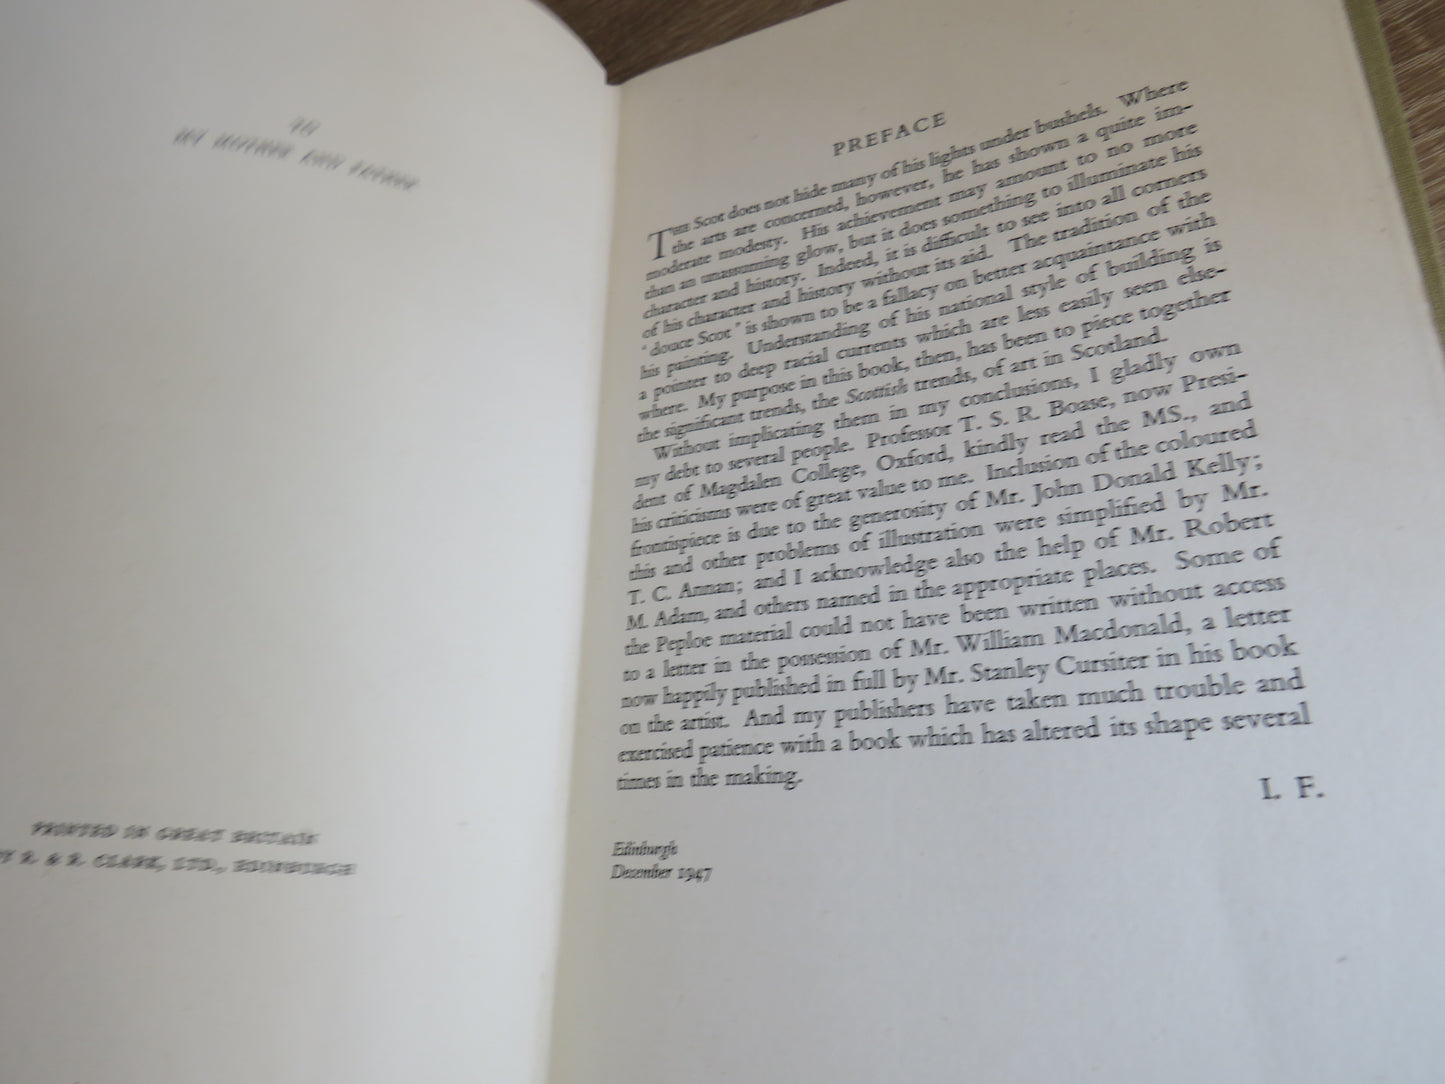 TO
MY MOTHER AND FATHER
PRINTED IN GREAT BRITAIN
BY R. & R. CLARK, LTD., EDINBURGH
PREFACE
THE Scot does not hide many of his lights under bushels. Where
the arts are concerned, however, he has shown a quite im-
moderate modesty. His achievement may amount to no more
than an unassuming glow, but it does something to illuminate his
character and history. Indeed, it is difficult to see into all corners
of his character and history without its aid. The tradition of the
‘douce Scot’ is shown to be a fallacy on better acquaintance with
his painting. Understanding of his national style of building is
a pointer to deep racial currents which are less easily seen else-
where. My purpose in this book, then, has been to piece together
the significant trends, the Scottish trends, of art in Scotland.
Without implicating them in my conclusions, I gladly own
my debt to several people. Professor T. S. R. Boase, now Presi-
dent of Magdalen College, Oxford, kindly read the MS., and
his criticisms were of great value to me. Inclusion of the coloured
frontispiece is due to the generosity of Mr. John Donald Kelly;
this and other problems of illustration were simplified by Mr.
T. C. Annan; and I acknowledge also the help of Mr. Robert
M. Adam, and others named in the appropriate places. Some of
the Peploe material could not have been written without access
to a letter in the possession of Mr. William Macdonald, a letter
now happily published in full by Mr. Stanley Cursiter in his book
on the artist. And my publishers have taken much trouble and
exercised patience with a book which has altered its shape several
times in the making.
I. F.
Edinburgh
December 1947